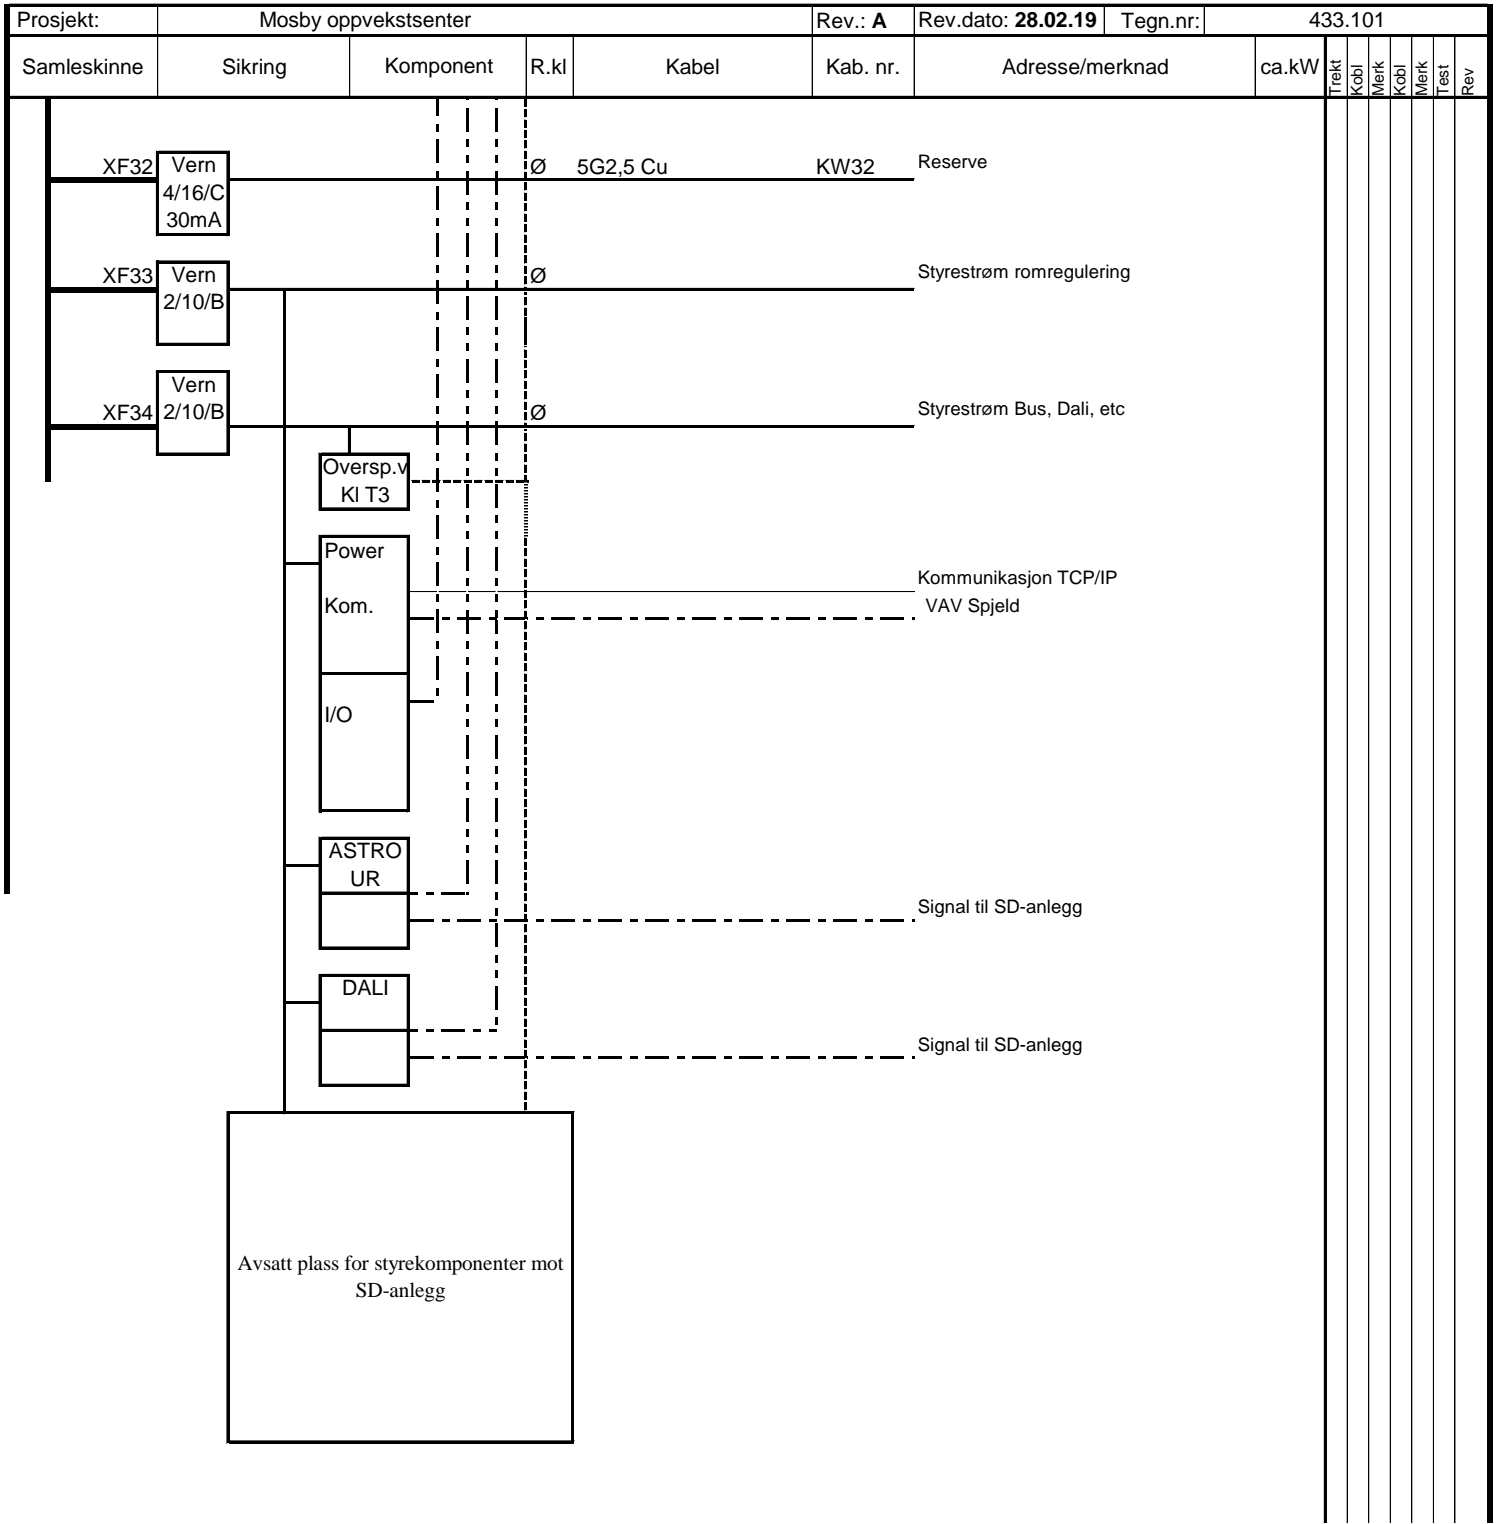 Prosjekt: Mosby oppvekstsenter Rev.: A Rev.dato: 28.02.19 Tegn.nr: 433.101
Samleskinne Sikring Komponent R.kl Kabel Kab. nr. Adresse/merknad ca.kW Trekt Kobl Merk Kobl Merk Test Rev
XF32 Vern Ø 5G2,5 Cu KW32 Reserve
4/16/C
30mA
XF33 Vern Ø Styrestrøm romregulering
2/10/B
Vern
XF34 2/10/B Ø Styrestrøm Bus, Dali, etc
Oversp.v
Kl T3
Power
Kommunikasjon TCP/IP
Kom. VAV Spjeld
I/O
ASTRO
UR
Signal til SD-anlegg
DALI
Signal til SD-anlegg
Avsatt plass for styrekomponenter mot
SD-anlegg